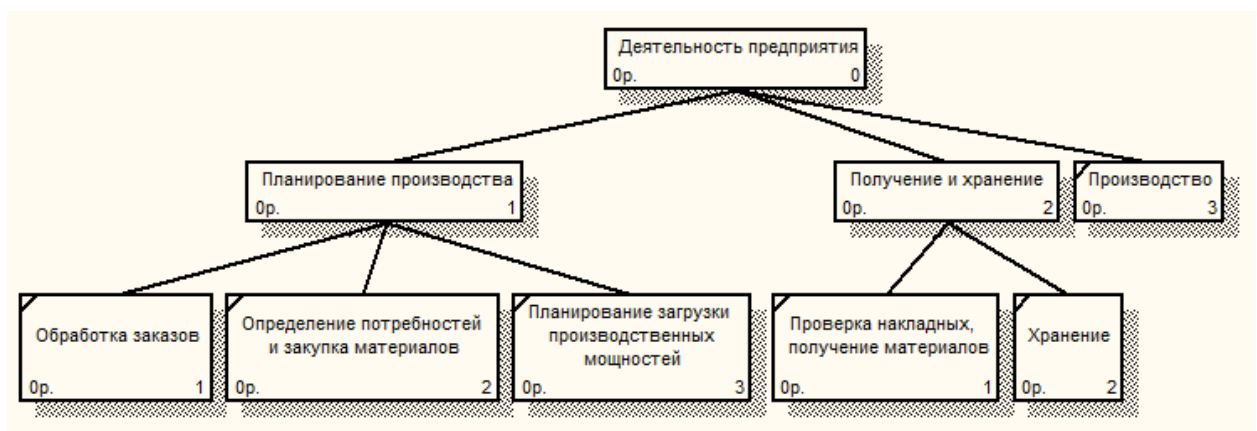 Деятельность предприятия
0р. 0
Планирование производства
0р. 1
Получение и хранение
0р. 2
Производство
0р. 3
Обработка заказов
0р. 1
Определение потребностей
и закупка материалов
0р. 2
Планирование загрузки
производственных
мощностей
0р. 3
Проверка накладных,
получение материалов
0р. 1
Хранение
0р. 2